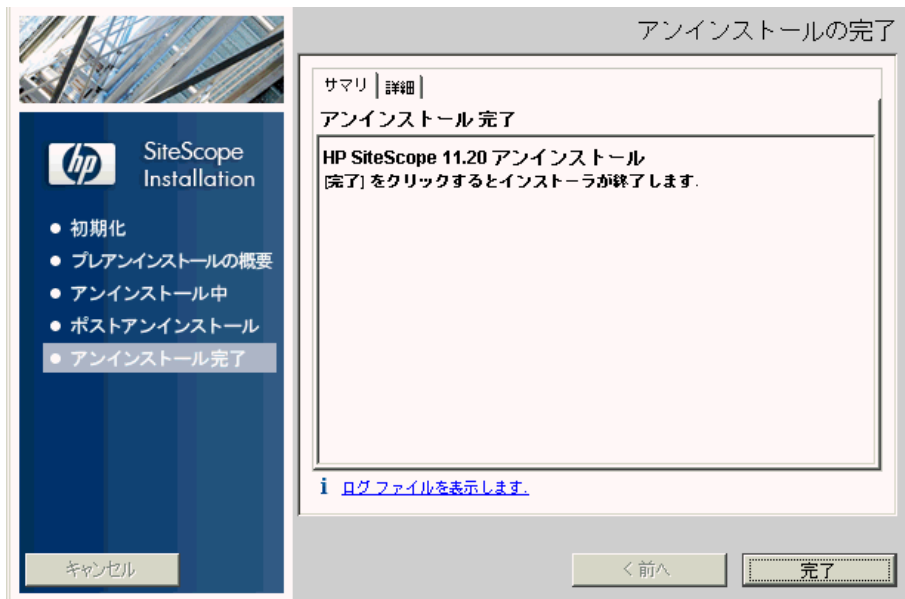 アンインストールの完了
hp
SiteScope
Installation
初期化
プレアンインストールの概要
アンインストール中
ポストアンインストール
アンインストール完了
サマリ 詳細
アンインストール 完了
HP SiteScope 11.20 アンインストール
[完了] をクリックするとインストーラが終了します.
i ログ ファイルを表示します.
キャンセル
< 前へ
完了